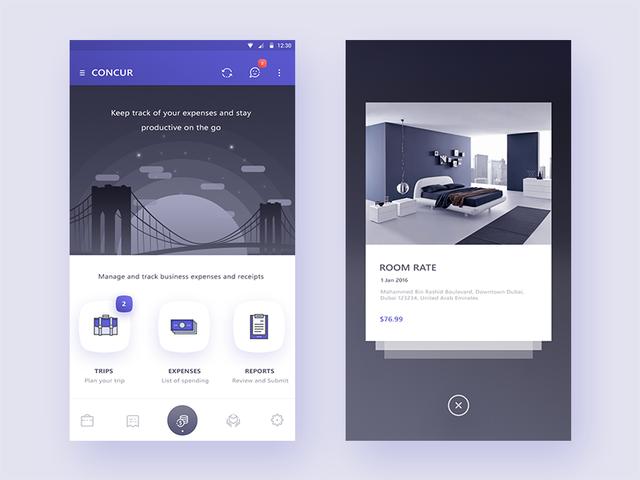 12:30
CONCUR
Keep track of your expenses and stay
productive on the go
Manage and track business expenses and receipts
2
TRIPS
Plan your trip
EXPENSES
List of spending
REPORTS
Review and Submit
ROOM RATE
1 Jan 2016
Mohammed Bin Rashid Boulevard, Downtown Dubai,
Dubai 123234, United Arab Emirates
$76.99